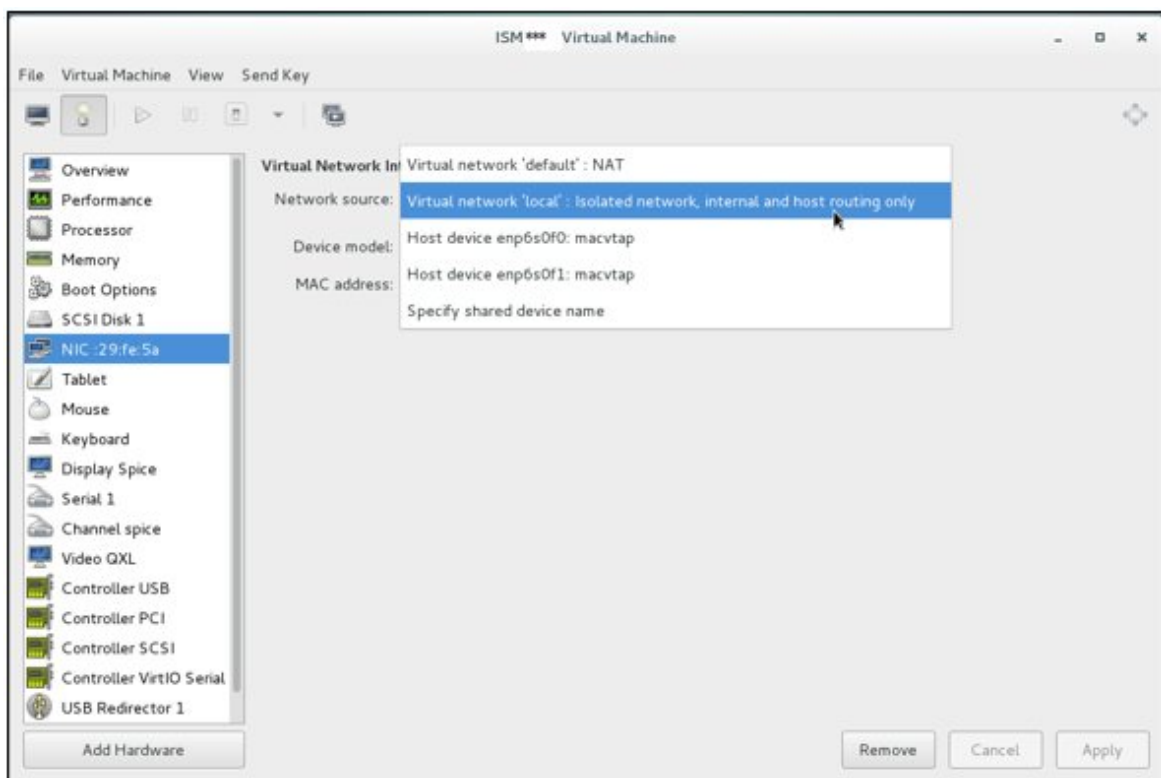 ISM*** Virtual Machine
File Virtual Machine View Send Key
Overview
Performance
Processor
Memory
Boot Options
SCSI Disk 1
NIC :29:fe:5a
Tablet
Mouse
Keyboard
Display Spice
Serial 1
Channel spice
Video QXL
Controller USB
Controller PCI
Controller SCSI
Controller VirtIO Serial
USB Redirector 1
Add Hardware
Virtual Network
Network source:
Device model:
MAC address:
Virtual network 'default' : NAT
Virtual network 'local' : Isolated network, internal and host routing only
Host device enp6s0f0: macvtap
Host device enp6s0f1: macvtap
Specify shared device name
Remove Cancel Apply